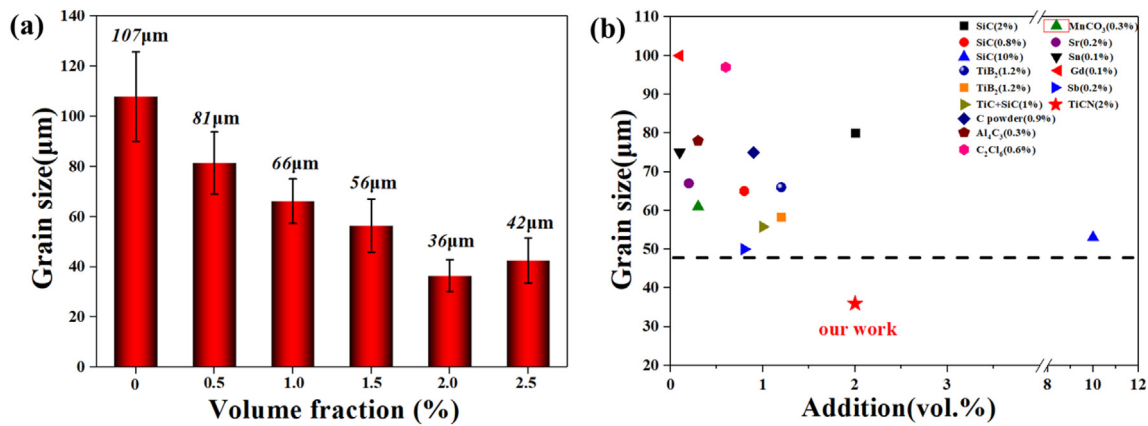 (a)
140
120
100
80
60
40
20
0
Grain size(μm)
107μm
81μm
66μm
56μm
36μm
42μm
0 0.5 1.0 1.5 2.0 2.5
Volume fraction (%)
(b)
110
100
90
80
70
60
50
40
30
20
Grain size(μm)
SiC(2%) MnCO₃(0.3%)
SiC(0.8%) Sr(0.2%)
SiC(10%) Sn(0.1%)
TiB₂(1.2%) Gd(0.1%)
TiB₂(1.2%) Sb(0.2%)
TiC+SiC(1%) TiCN(2%)
C powder(0.9%)
Al₄C₃(0.3%)
C₂Cl₆(0.6%)
our work
0 1 2 3 8 10 12
Addition(vol.%)